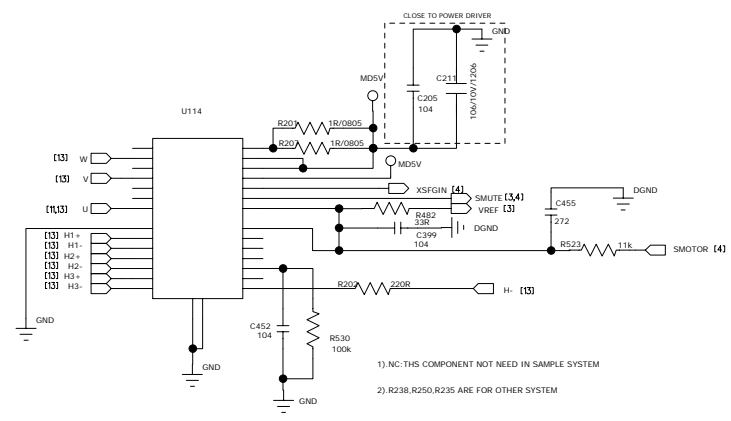 CLOSE TO POWER DRIVER
GND
MD5V
C211
106/10V/1206
C205
104
U114
R201 1R/0805
R207 1R/0805
[13] W
MD5V
[13] V
XSFGIN [4]
SMUTE [3,4]
[11,13] U
VREF [3]
R482
33R
C399
104
DGND
C455
272
DGND
R523 11k
SMOTOR [4]
[13] H1+
[13] H1-
[13] H2+
[13] H2-
[13] H3+
[13] H3-
R202 220R
H- [13]
GND
C452
104
R530
100k
GND
GND
1).NC:THS COMPONENT NOT NEED IN SAMPLE SYSTEM
2).R238,R250,R235 ARE FOR OTHER SYSTEM